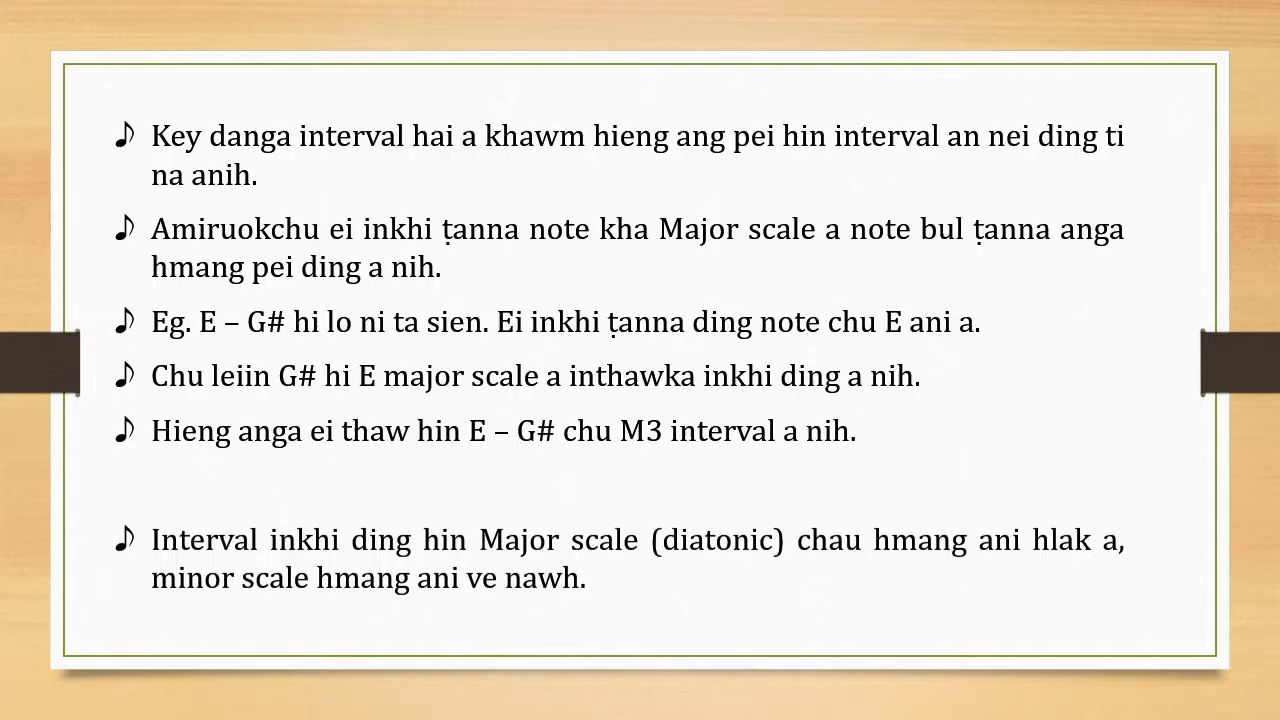 ♪ Key danga interval hai a khawm hieng ang pei hin interval an nei ding ti
na anih.
♪ Amiruokchu ei inkhi ṭanna note kha Major scale a note bul ṭanna anga
hmang pei ding a nih.
♪ Eg. E – G# hi lo ni ta sien. Ei inkhi ṭanna ding note chu E ani a.
♪ Chu leiin G# hi E major scale a inthawka inkhi ding a nih.
♪ Hieng anga ei thaw hin E – G# chu M3 interval a nih.
♪ Interval inkhi ding hin Major scale (diatonic) chau hmang ani hlak a,
minor scale hmang ani ve nawh.